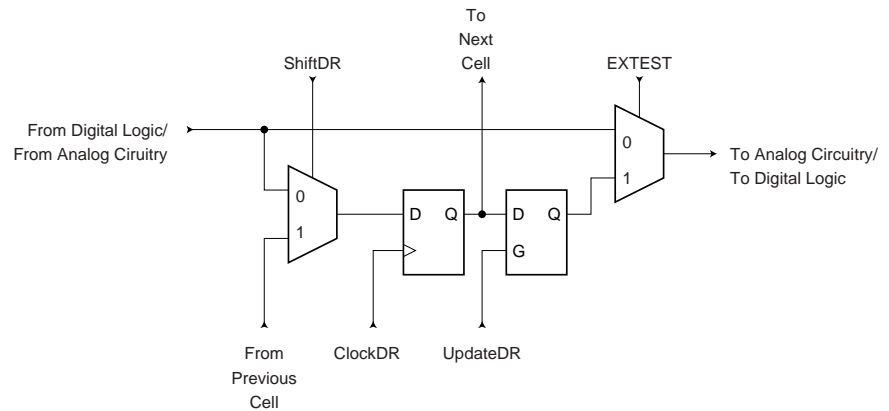 To
Next
Cell
ShiftDR
EXTEST
From Digital Logic/
From Analog Ciruitry
0
1
To Analog Circuitry/
To Digital Logic
0
1
D Q
D Q
G
From
Previous
Cell
ClockDR
UpdateDR